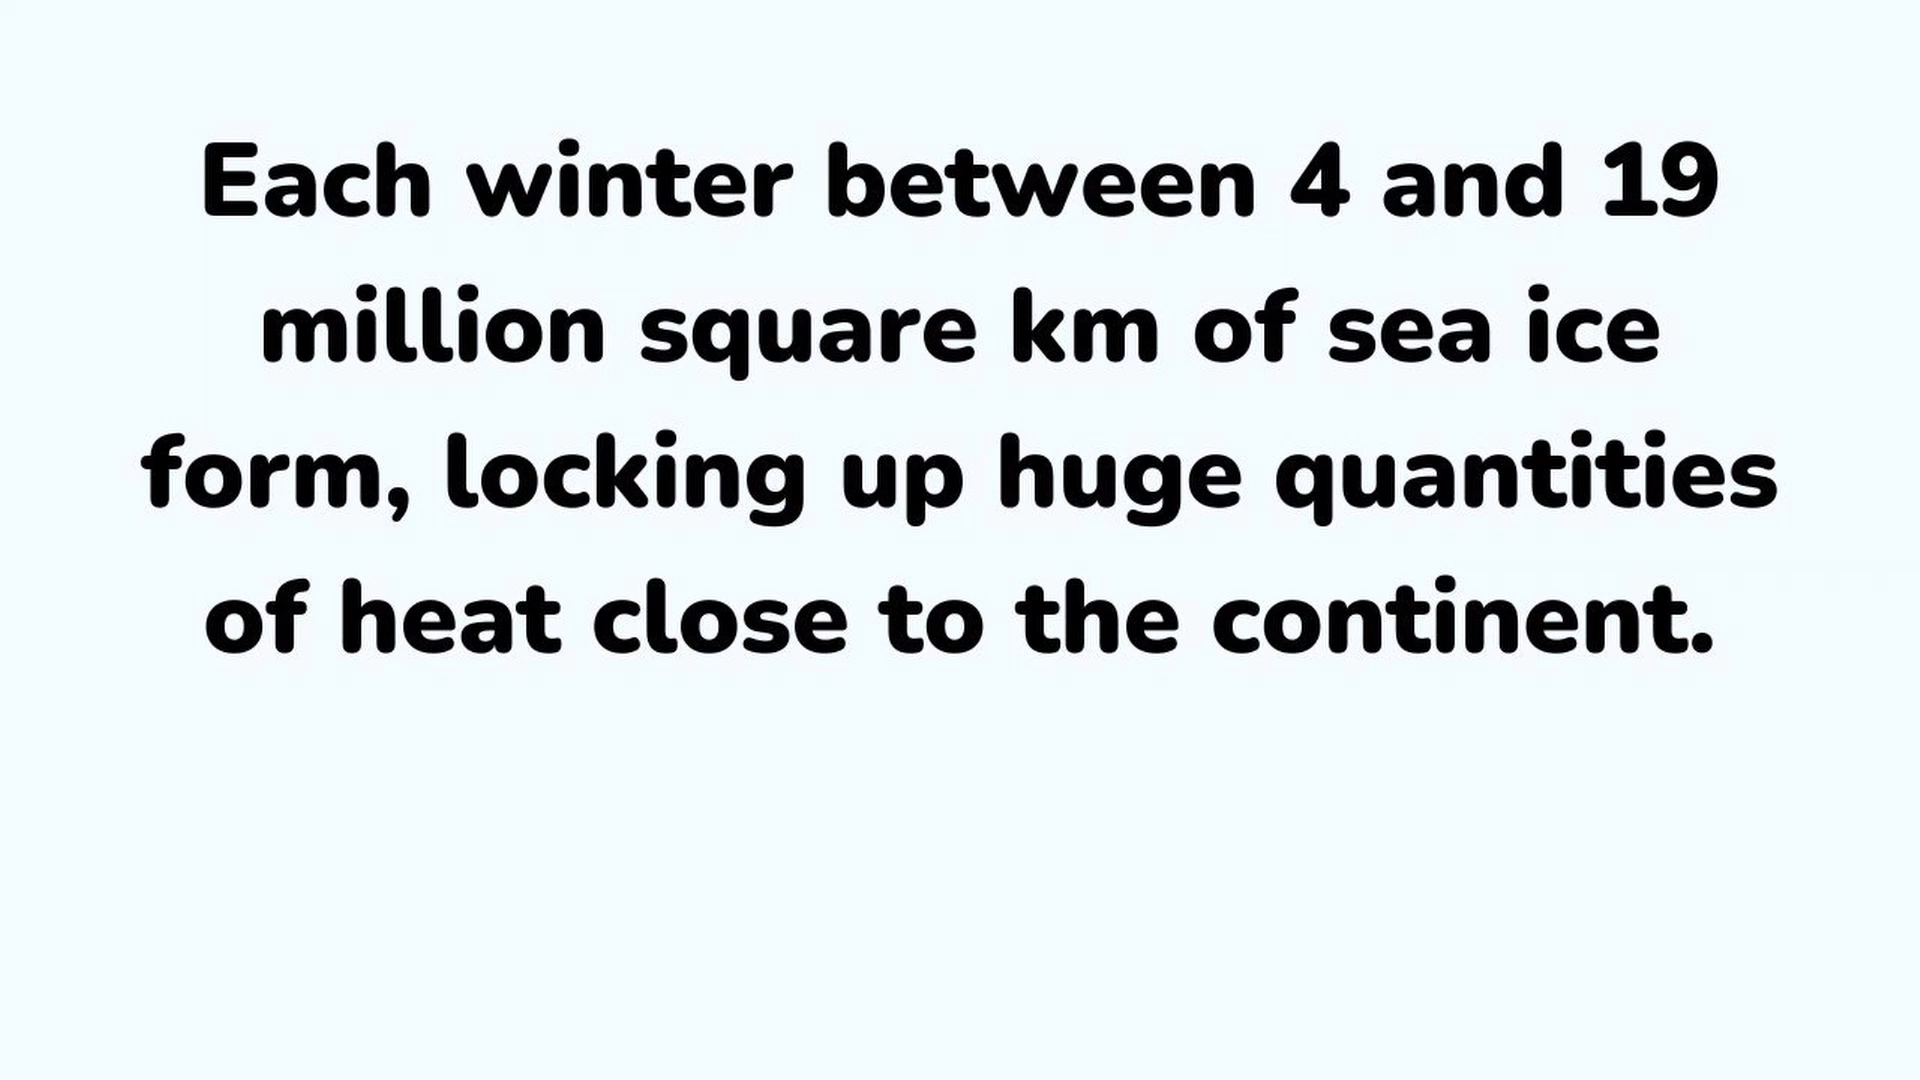 Each winter between 4 and 19
million square km of sea ice
form, locking up huge quantities
of heat close to the continent.